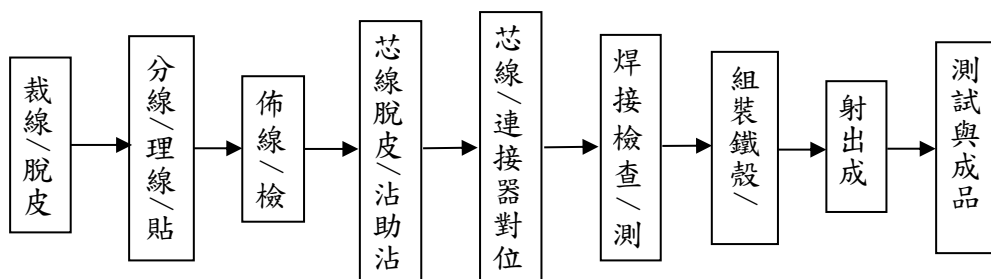 裁線/脫皮
分線/理線/貼
佈線/檢
芯線脫皮/沾助沾
芯線/連接器對位
焊接檢查/測
組裝鐵殼/
射出成
測試與成品